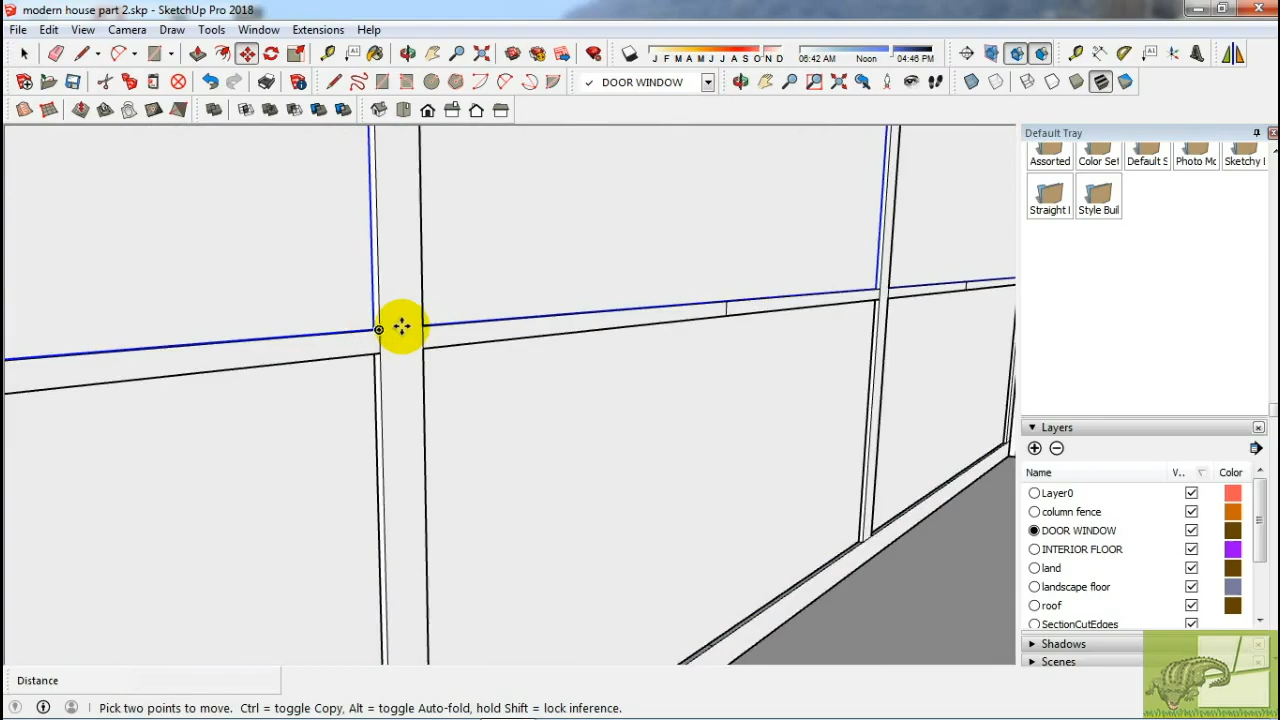 modern house part 2.skp - SketchUp Pro 2018
File Edit View Camera Draw Tools Window Extensions Help
J F M A M J J A S O N D
06:42 AM Noon 04:46 PM
DOOR WINDOW
Default Tray
Assorted Color Set Default S Photo Mo Sketchy I
Straight I Style Buil
Layers
Name V.. Color
Layer0
column fence
DOOR WINDOW
INTERIOR FLOOR
land
landscape floor
roof
SectionCutEdges
Shadows
Scenes
Distance
Pick two points to move. Ctrl = toggle Copy, Alt = toggle Auto-fold, hold Shift = lock inference.